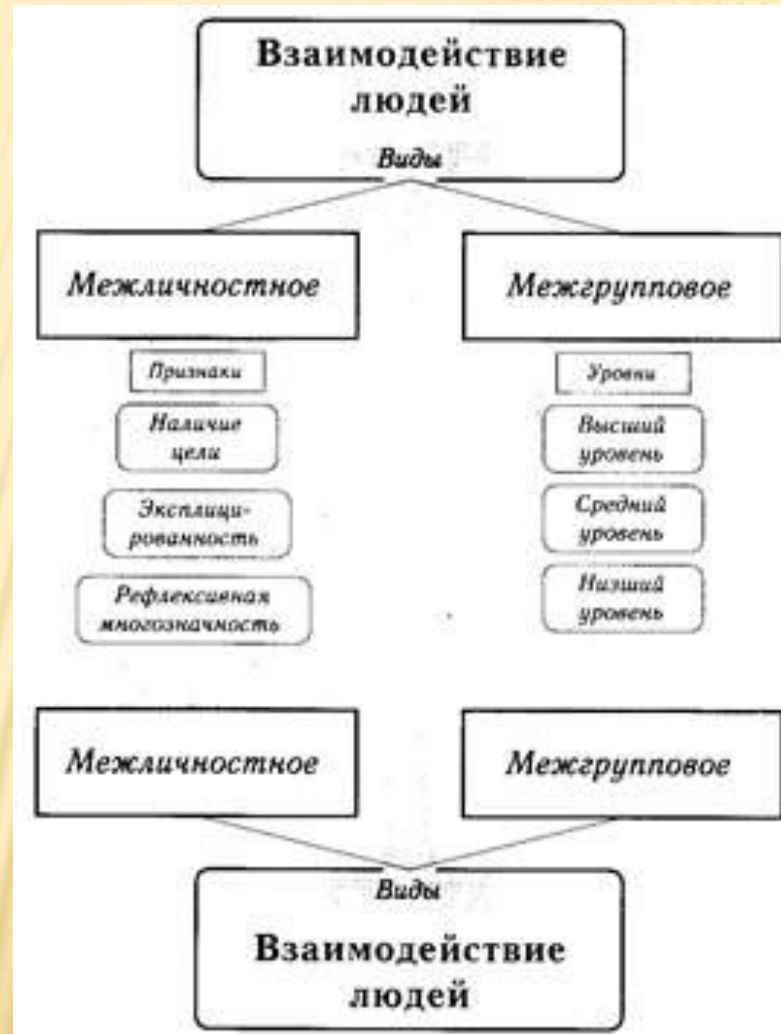 Взаимодействие
людей
Виды
Межличностное
Межгрупповое
Признаки
Уровни
Наличие
цели
Высший
уровень
Эксплици-
рованность
Средний
уровень
Рефлексивная
многозначность
Низший
уровень
Межличностное
Межгрупповое
Виды
Взаимодействие
людей